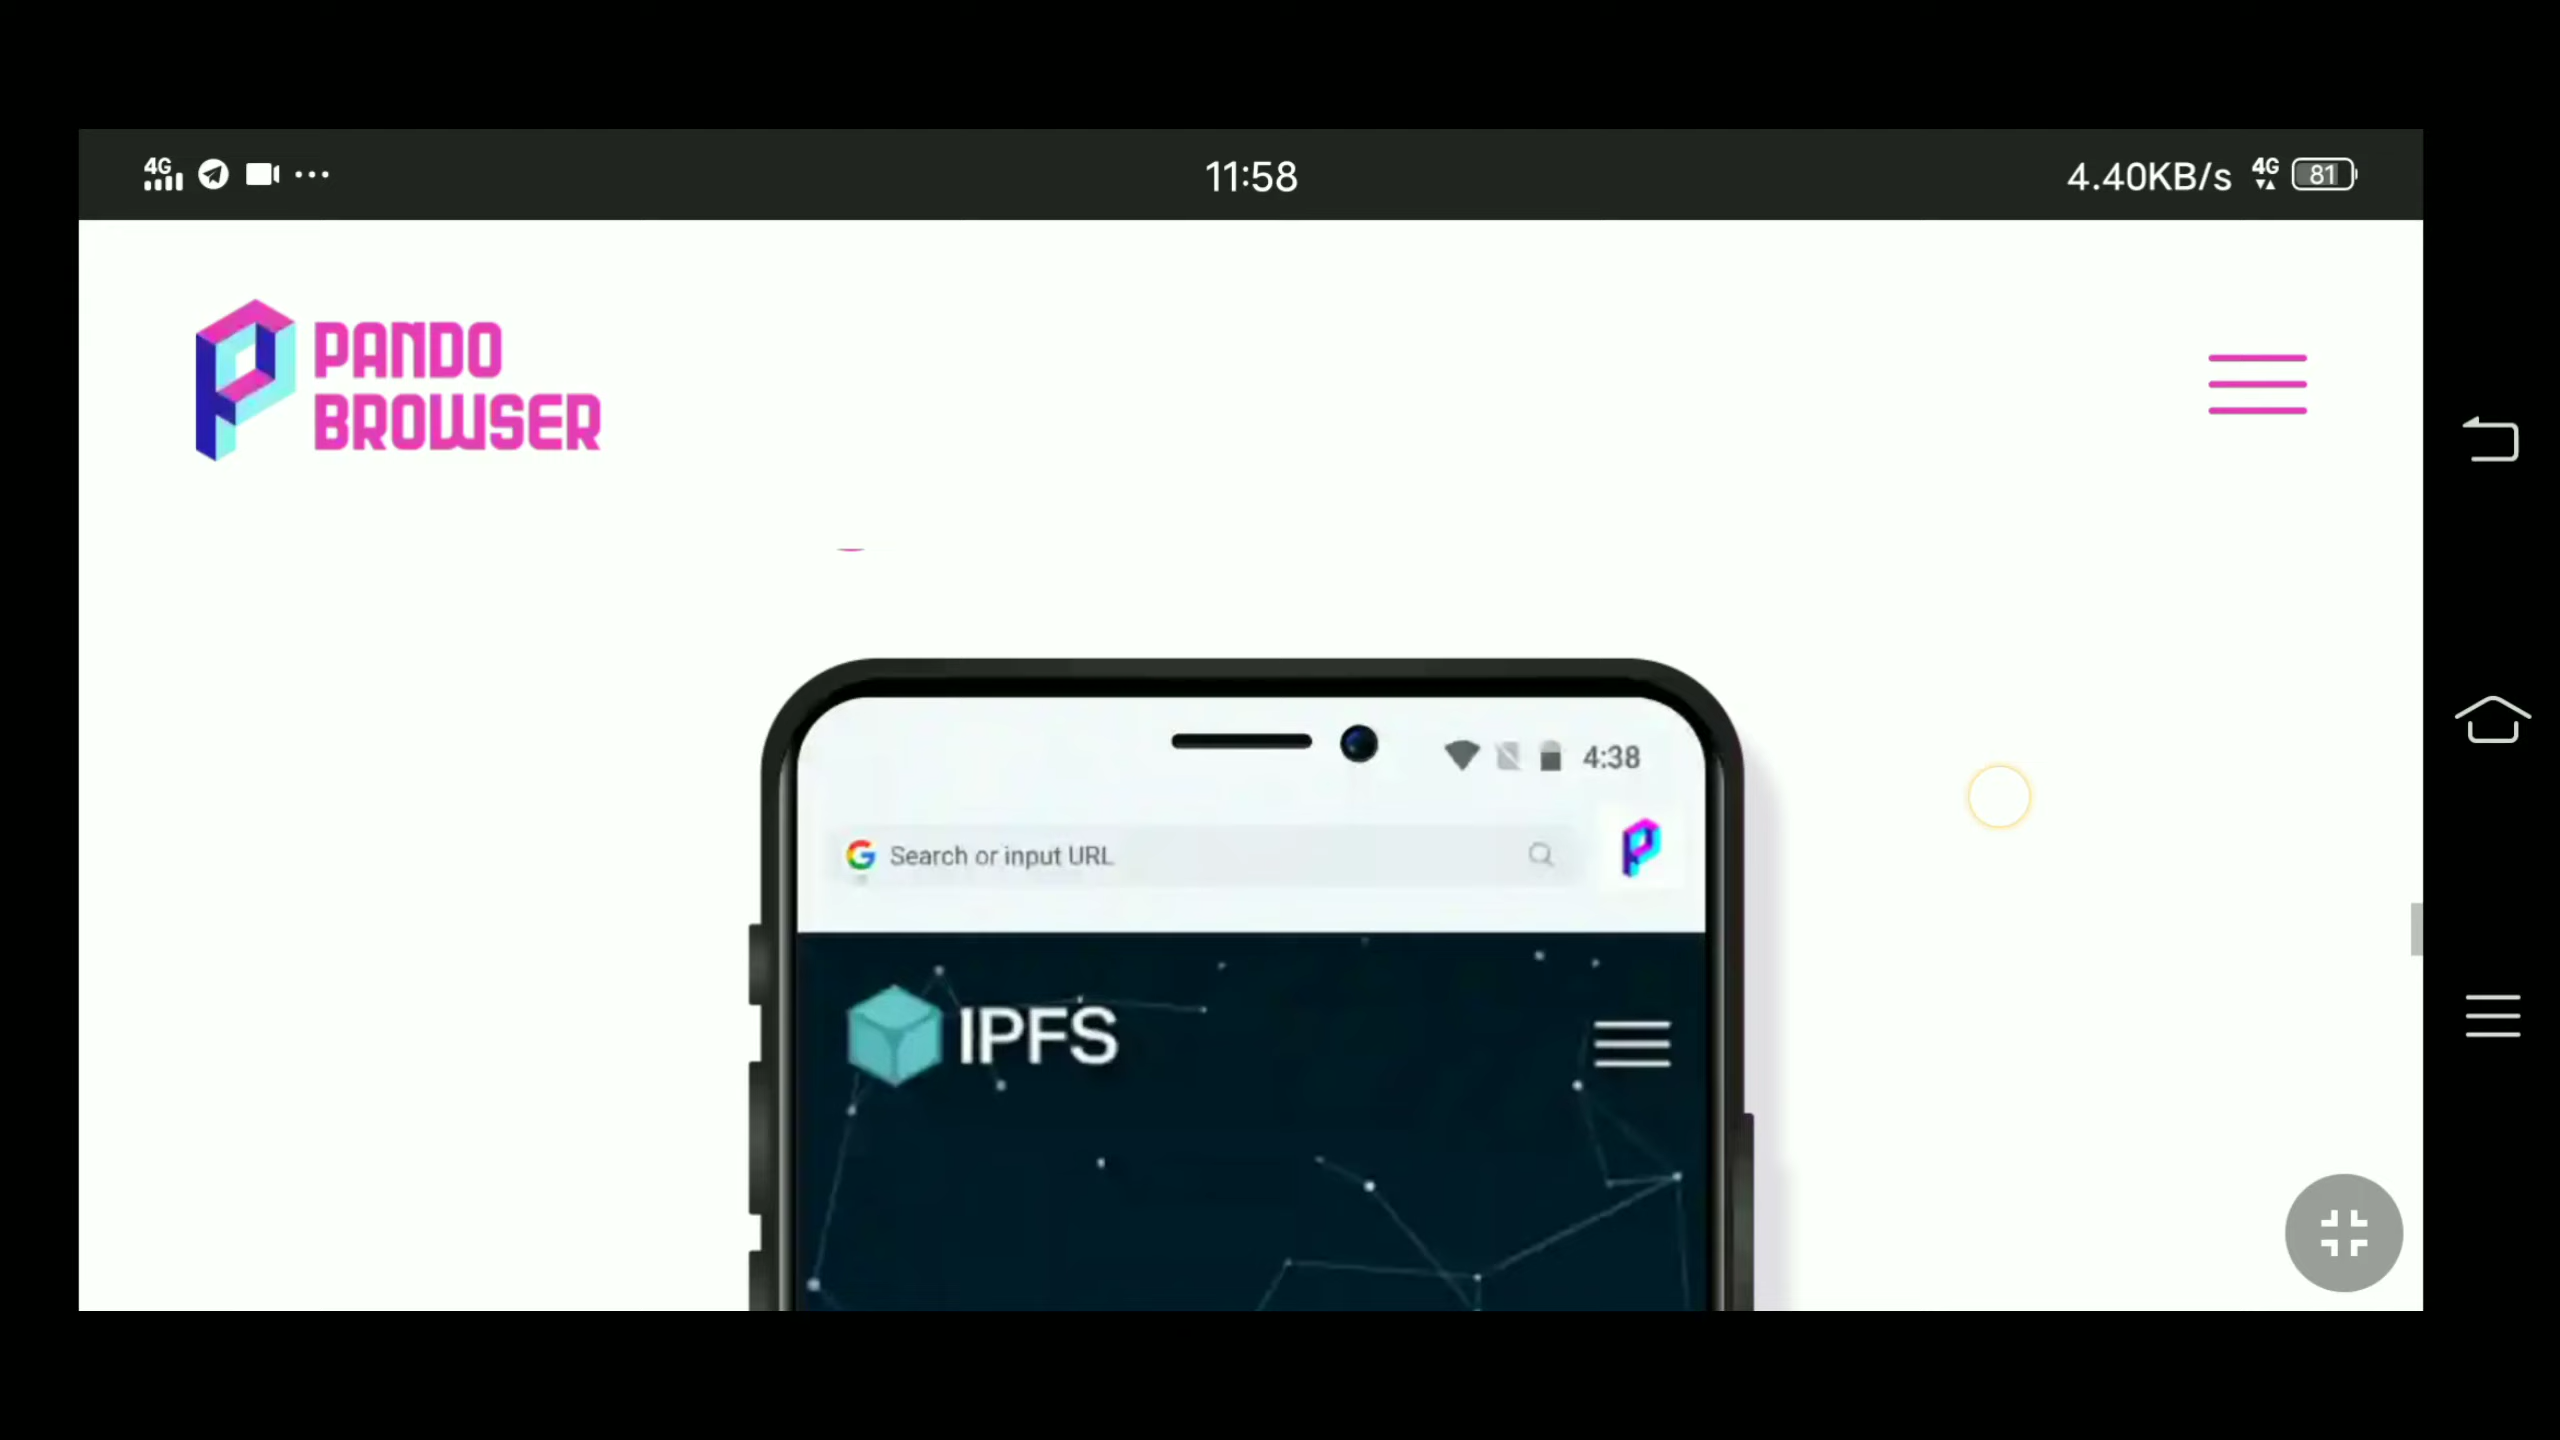 4G 11:58 4.40KB/s 4G 81
PANDO
BROWSER
4:38
G Search or input URL
IPFS